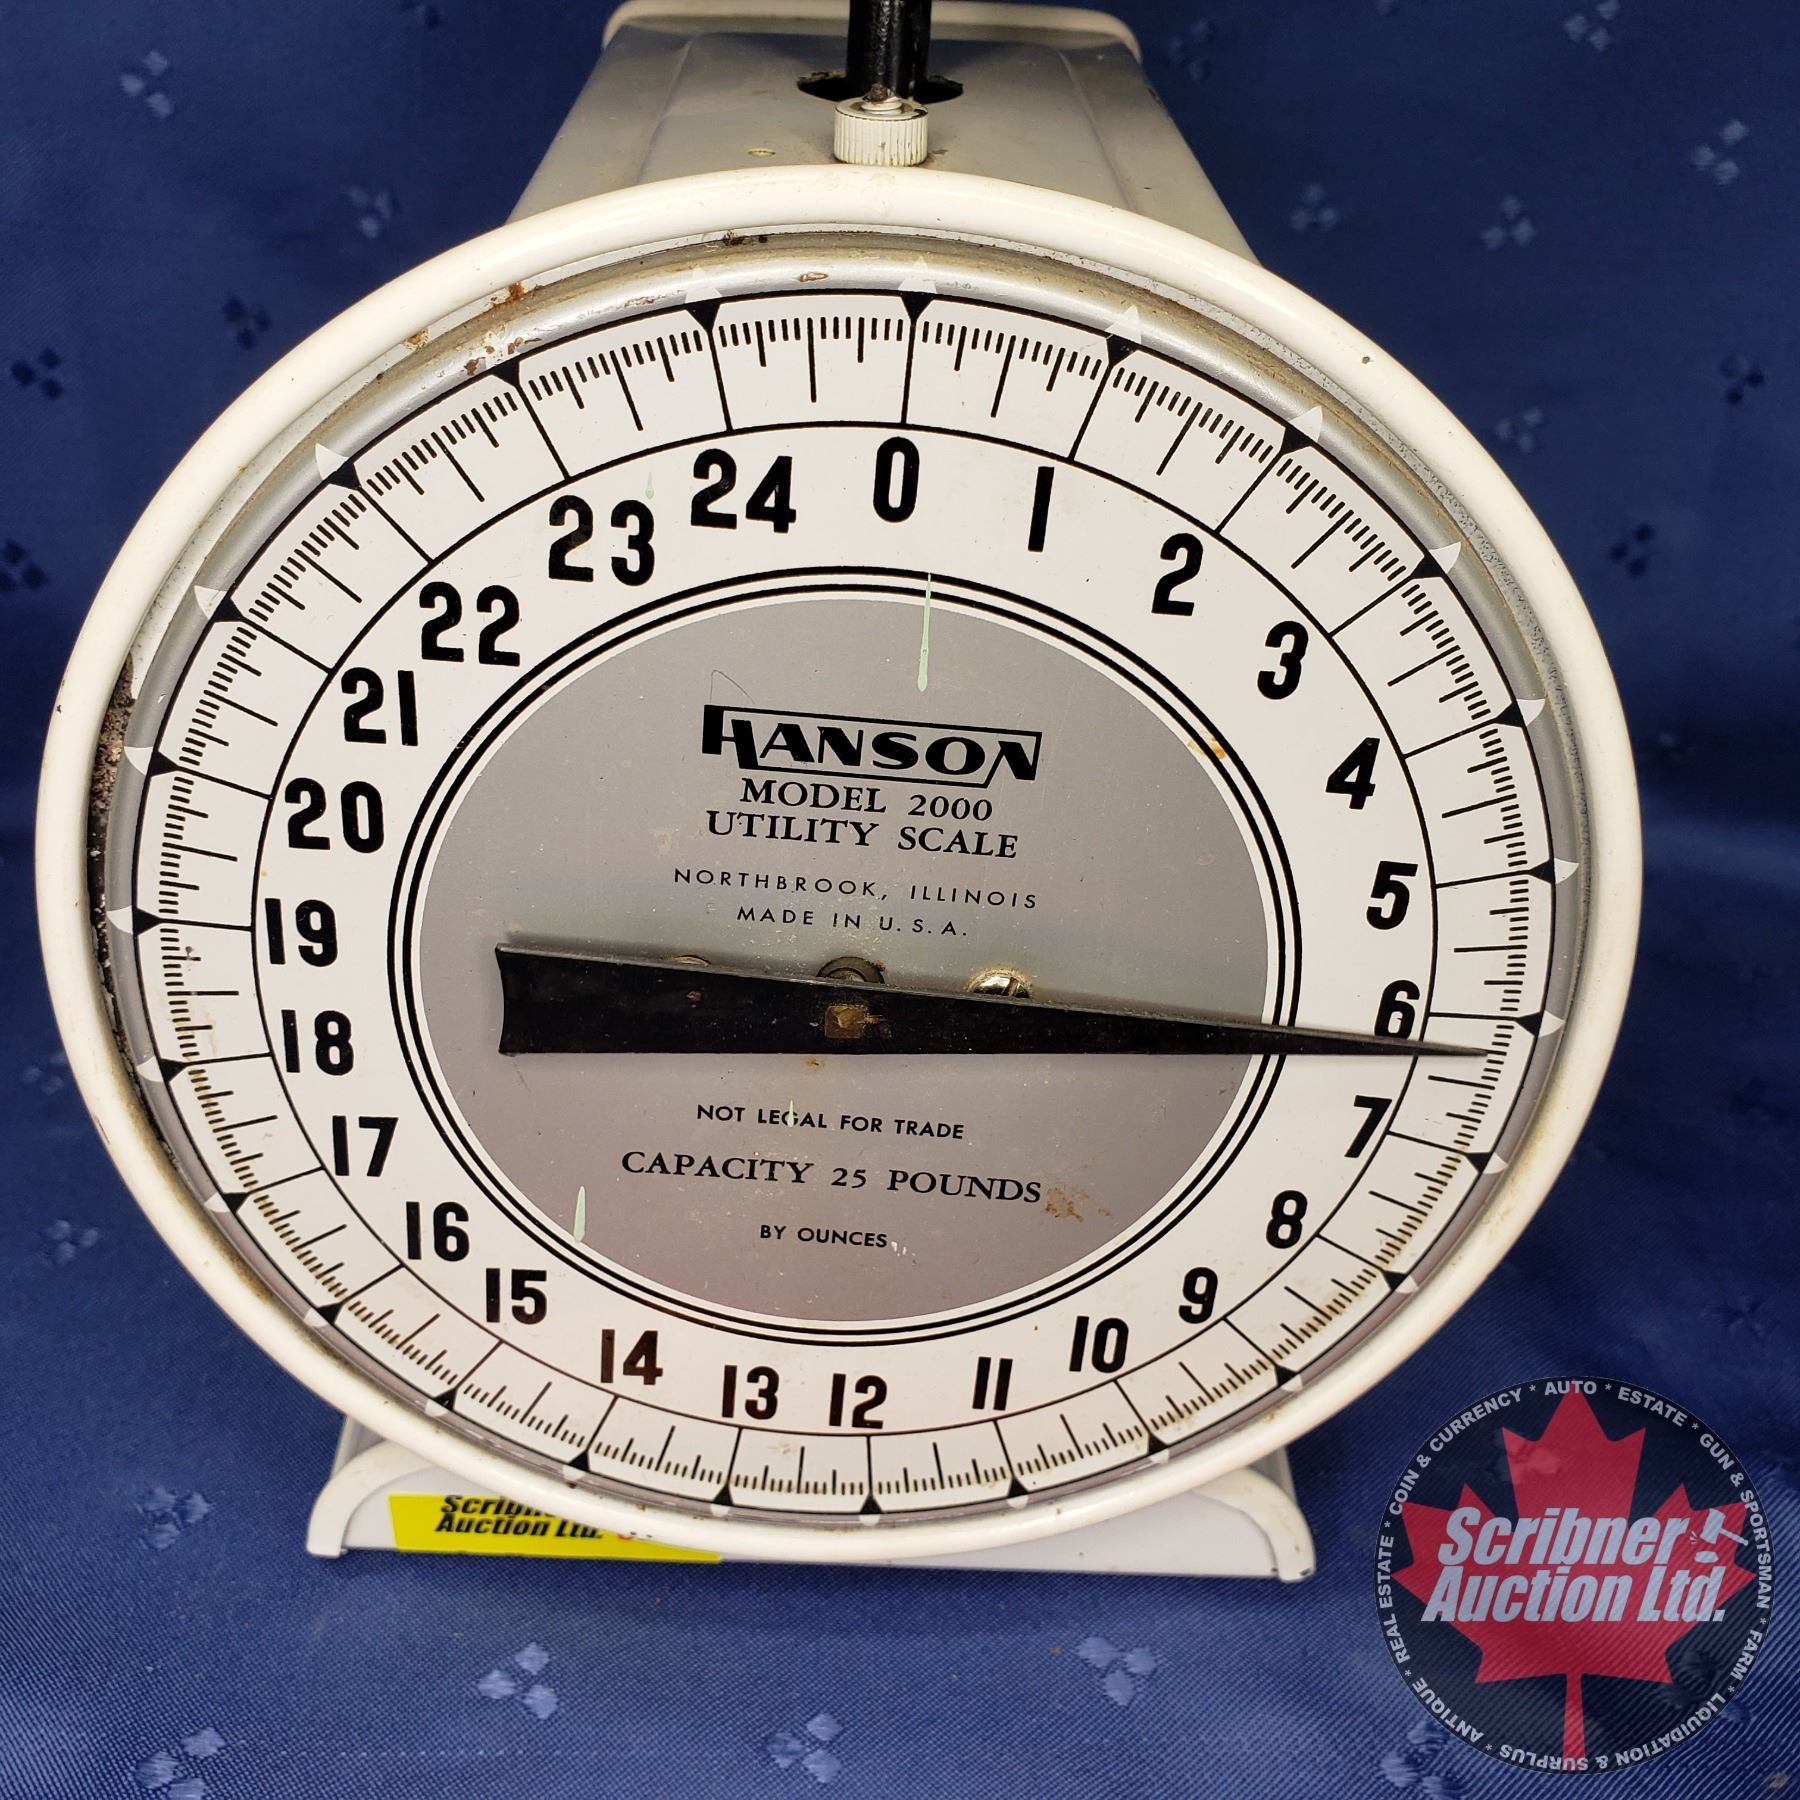 0
1
2
3
4
5
6
7
8
9
10
11
12
13
14
15
16
17
18
19
20
21
22
23
24
HANSON
MODEL 2000
UTILITY SCALE
NORTHBROOK, ILLINOIS
MADE IN U.S.A.
NOT LEGAL FOR TRADE
CAPACITY 25 POUNDS
BY OUNCES
Auction Ltd.
COIN & CURRENCY * AUTO * ESTATE * GUN & SPORTSMAN * FARM * LIQUIDATION & SURPLUS * ANTIQUE * REAL ESTATE *
Scribner
Auction Ltd.